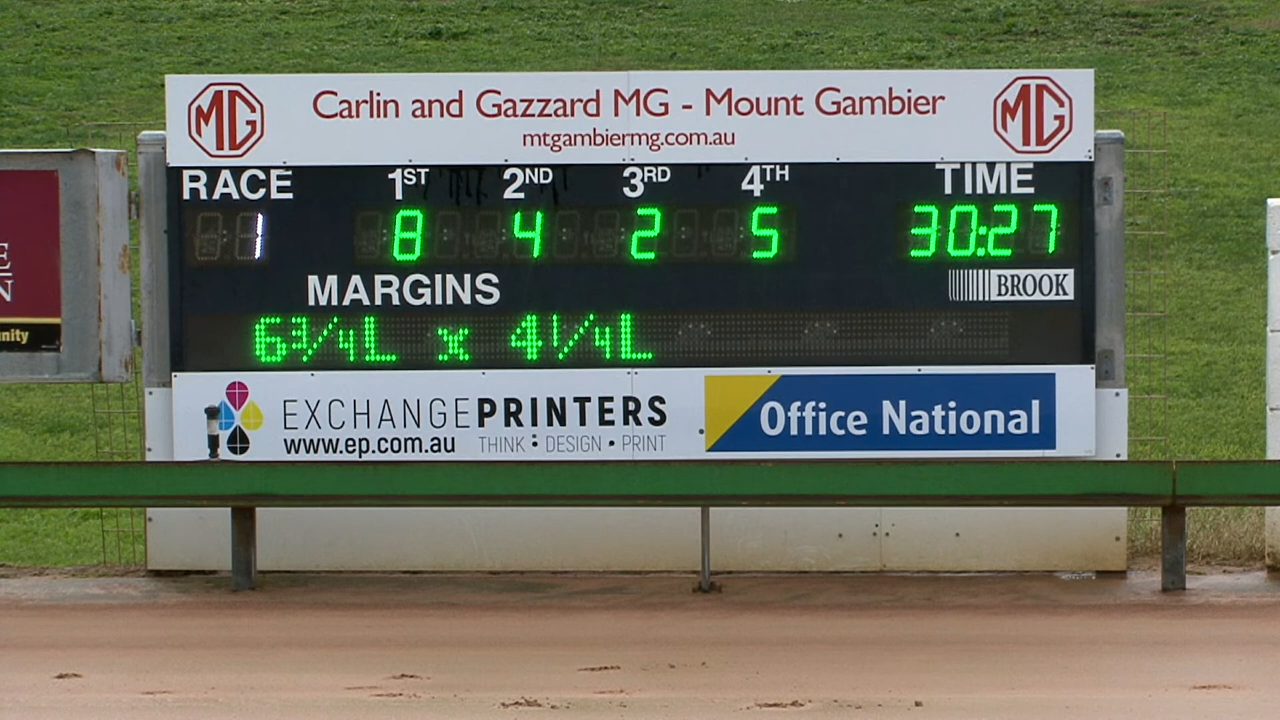 MG Carlin and Gazzard MG - Mount Gambier MG
mtgambiermg.com.au
RACE 1ST 2ND 3RD 4TH TIME
1 8 4 2 5 30:27
MARGINS BROOK
6¾L x 4¼L
EXCHANGEPRINTERS
www.ep.com.au THINK : DESIGN • PRINT
Office National
E
N
nity